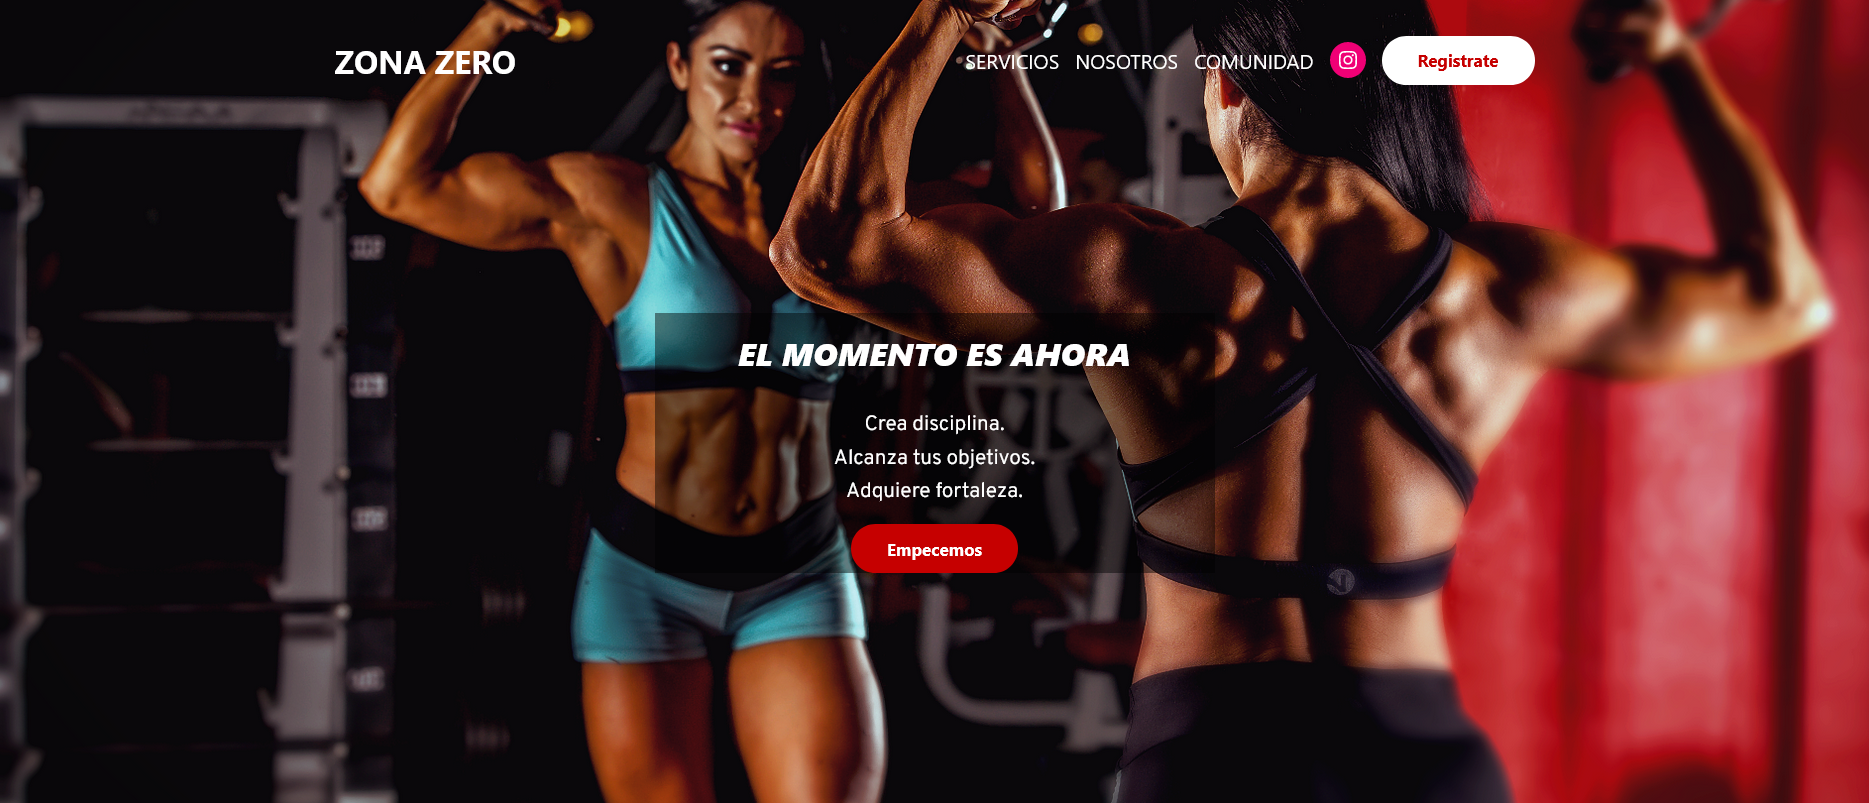 ZONA ZERO
SERVICIOS NOSOTROS COMUNIDAD Registrate
EL MOMENTO ES AHORA
Crea disciplina.
Alcanza tus objetivos.
Adquiere fortaleza.
Empecemos